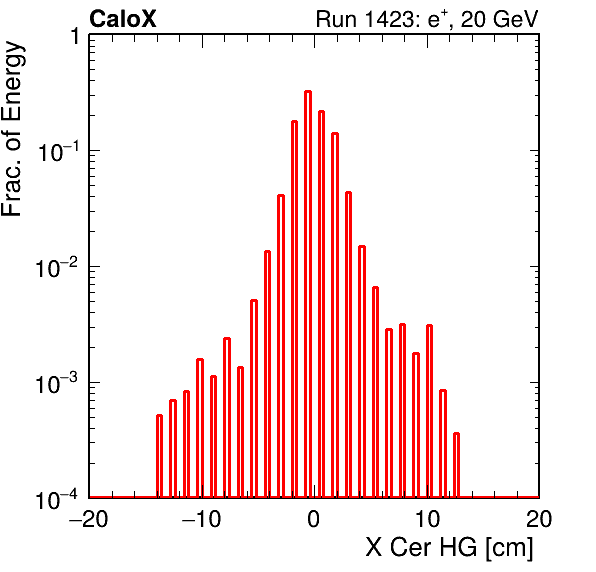 CaloX
Run 1423: e⁺, 20 GeV
Frac. of Energy
1
10⁻¹
10⁻²
10⁻³
10⁻⁴
−20
−10
0
10
20
X Cer HG [cm]